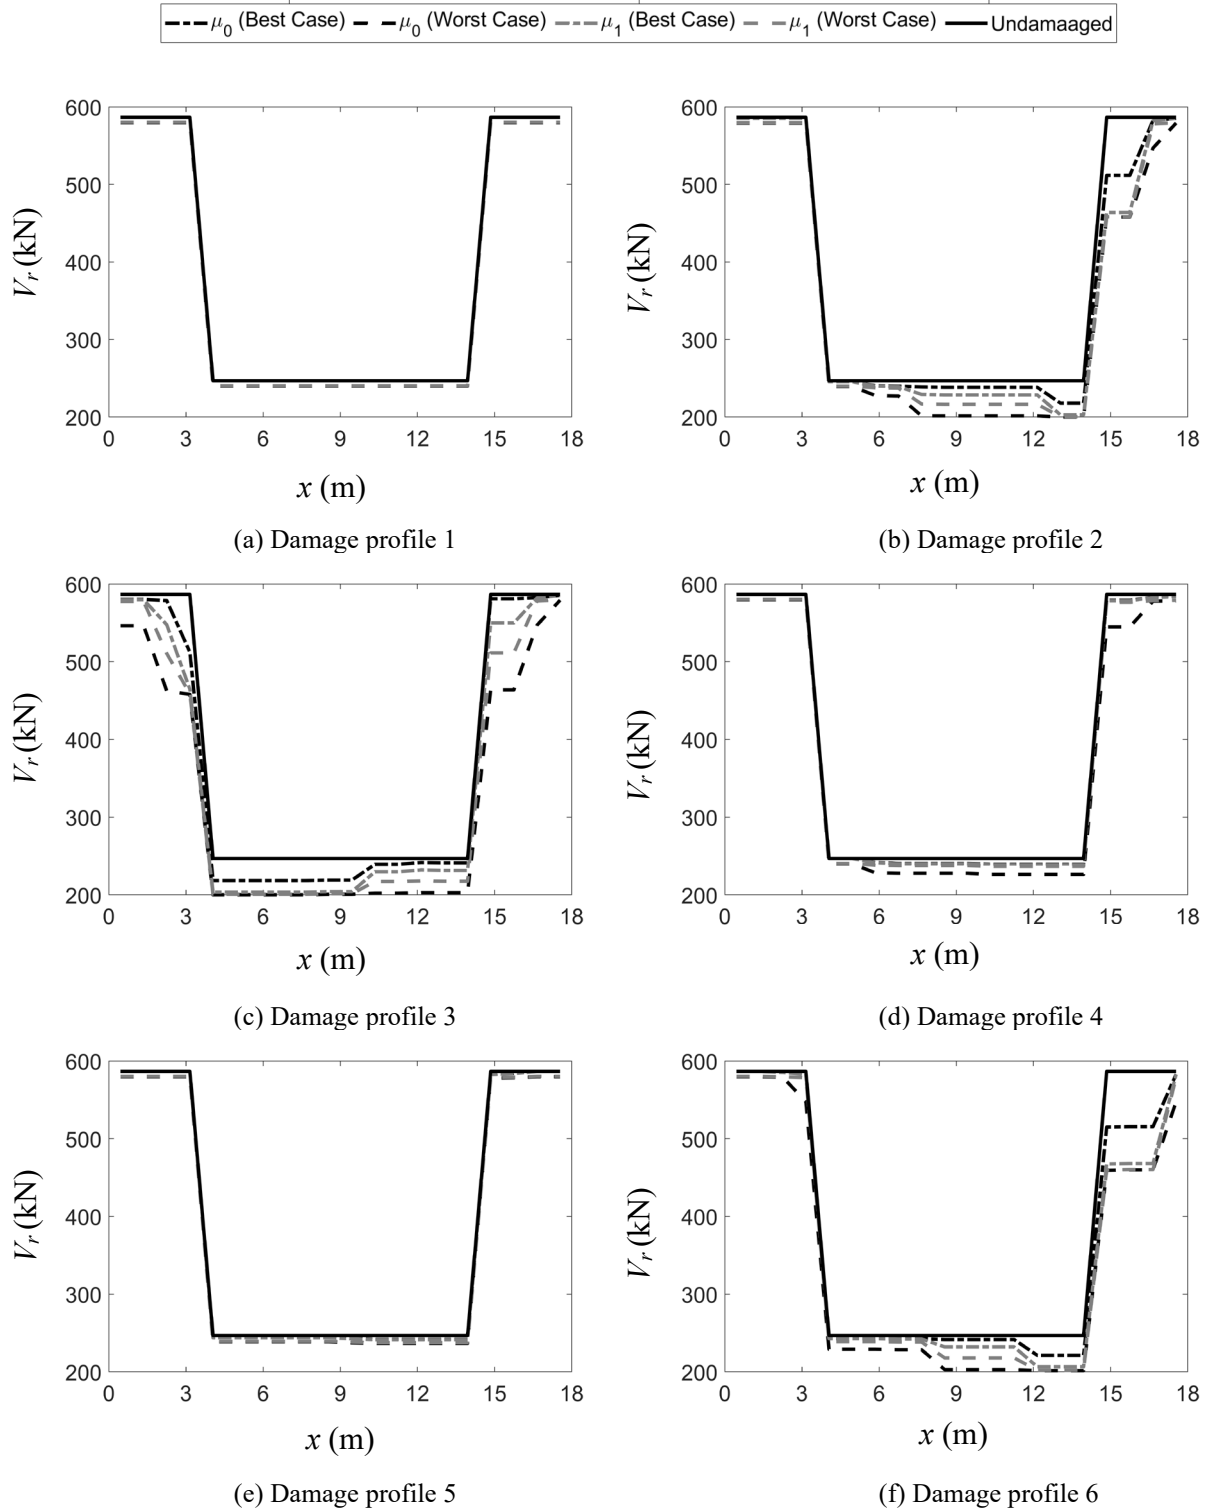 μ0 (Best Case) μ0 (Worst Case) μ1 (Best Case) μ1 (Worst Case) Undamaaged
600
500
400
300
200
Vr (kN)
0 3 6 9 12 15 18
x (m)
(a) Damage profile 1
600
500
400
300
200
Vr (kN)
0 3 6 9 12 15 18
x (m)
(b) Damage profile 2
600
500
400
300
200
Vr (kN)
0 3 6 9 12 15 18
x (m)
(c) Damage profile 3
600
500
400
300
200
Vr (kN)
0 3 6 9 12 15 18
x (m)
(d) Damage profile 4
600
500
400
300
200
Vr (kN)
0 3 6 9 12 15 18
x (m)
(e) Damage profile 5
600
500
400
300
200
Vr (kN)
0 3 6 9 12 15 18
x (m)
(f) Damage profile 6